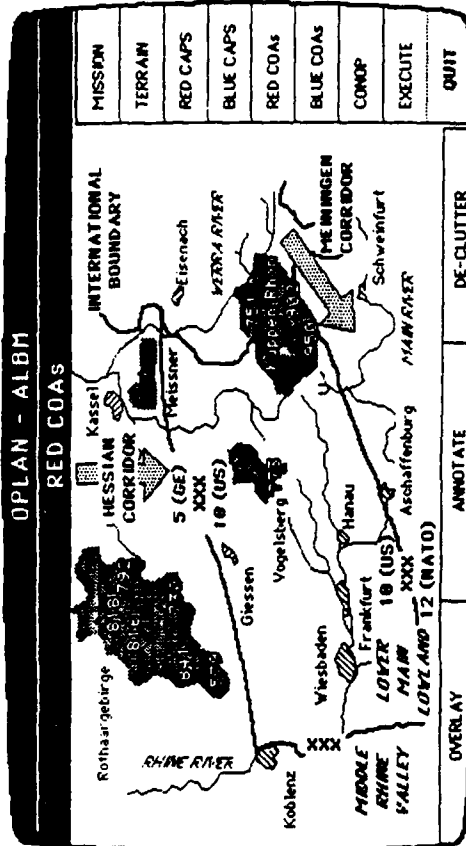 OPLAN - ALBM
RED COAs
MISSION
TERRAIN
RED CAPS
BLUE CAPS
RED COAs
BLUE COAs
CONOP
EXECUTE
QUIT
INTERNATIONAL
BOUNDARY
Kassel
Eisenach
Meissner
WERRA RIVER
HESSIAN
CORRIDOR
Rothaargebirge
5 (GE)
XXX
10 (US)
MEININGEN
CORRIDOR
Schweinfurt
Giessen
Vogelsberg
MAIN RIVER
RHINE RIVER
Koblenz
XXX
Wiesbaden
Frankfurt
Hanau
Aschaffenburg
MIDDLE
RHINE
VALLEY
LOWER
MAIN
LOWLAND
10 (US)
XXX
12 (NATO)
OVERLAY
ANNOTATE
DE-CLUTTER